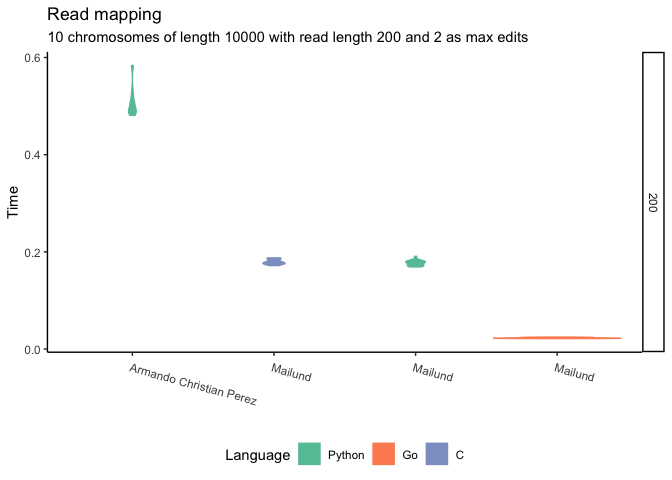 Read mapping
10 chromosomes of length 10000 with read length 200 and 2 as max edits
0.6
0.4
0.2
0.0
Time
200
Armando Christian Perez
Mailund
Mailund
Mailund
Language Python Go C